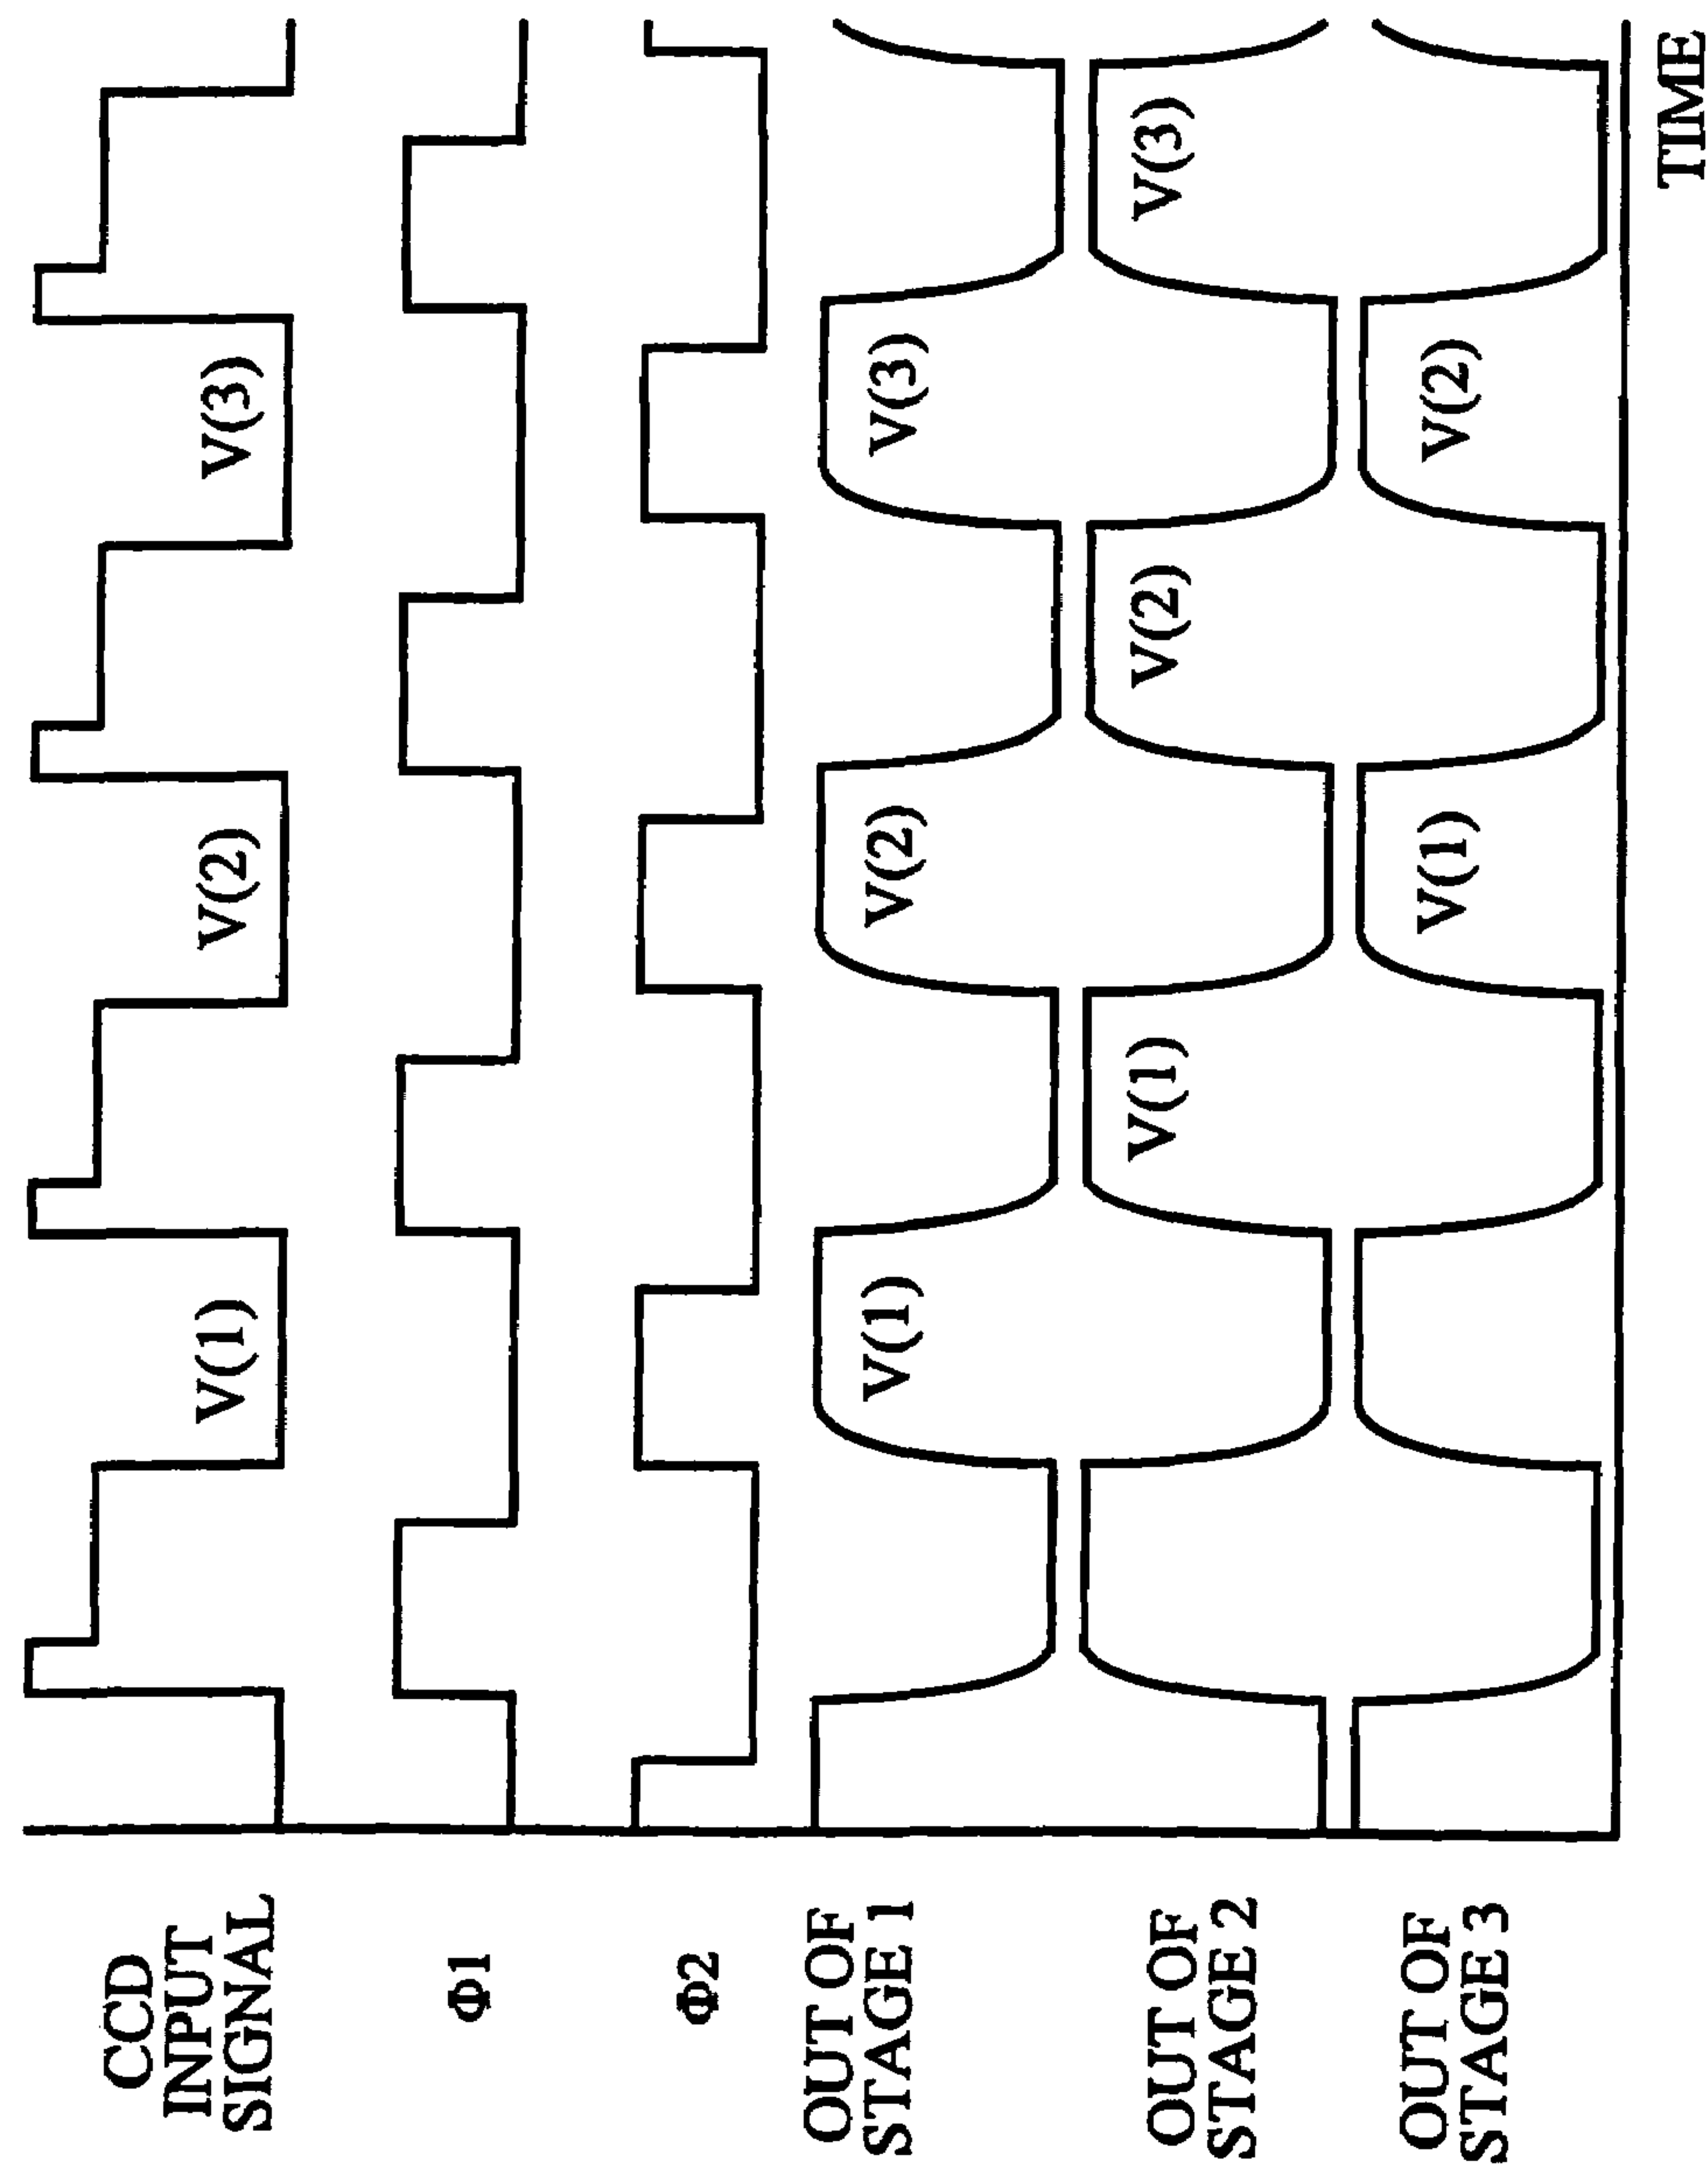 CCD
INPUT
SIGNAL
V(1)
V(2)
V(3)
Φ1
Φ2
OUT OF
STAGE 1
V(1)
V(2)
V(3)
OUT OF
STAGE 2
V(1)
V(2)
V(3)
OUT OF
STAGE 3
V(1)
V(2)
TIME